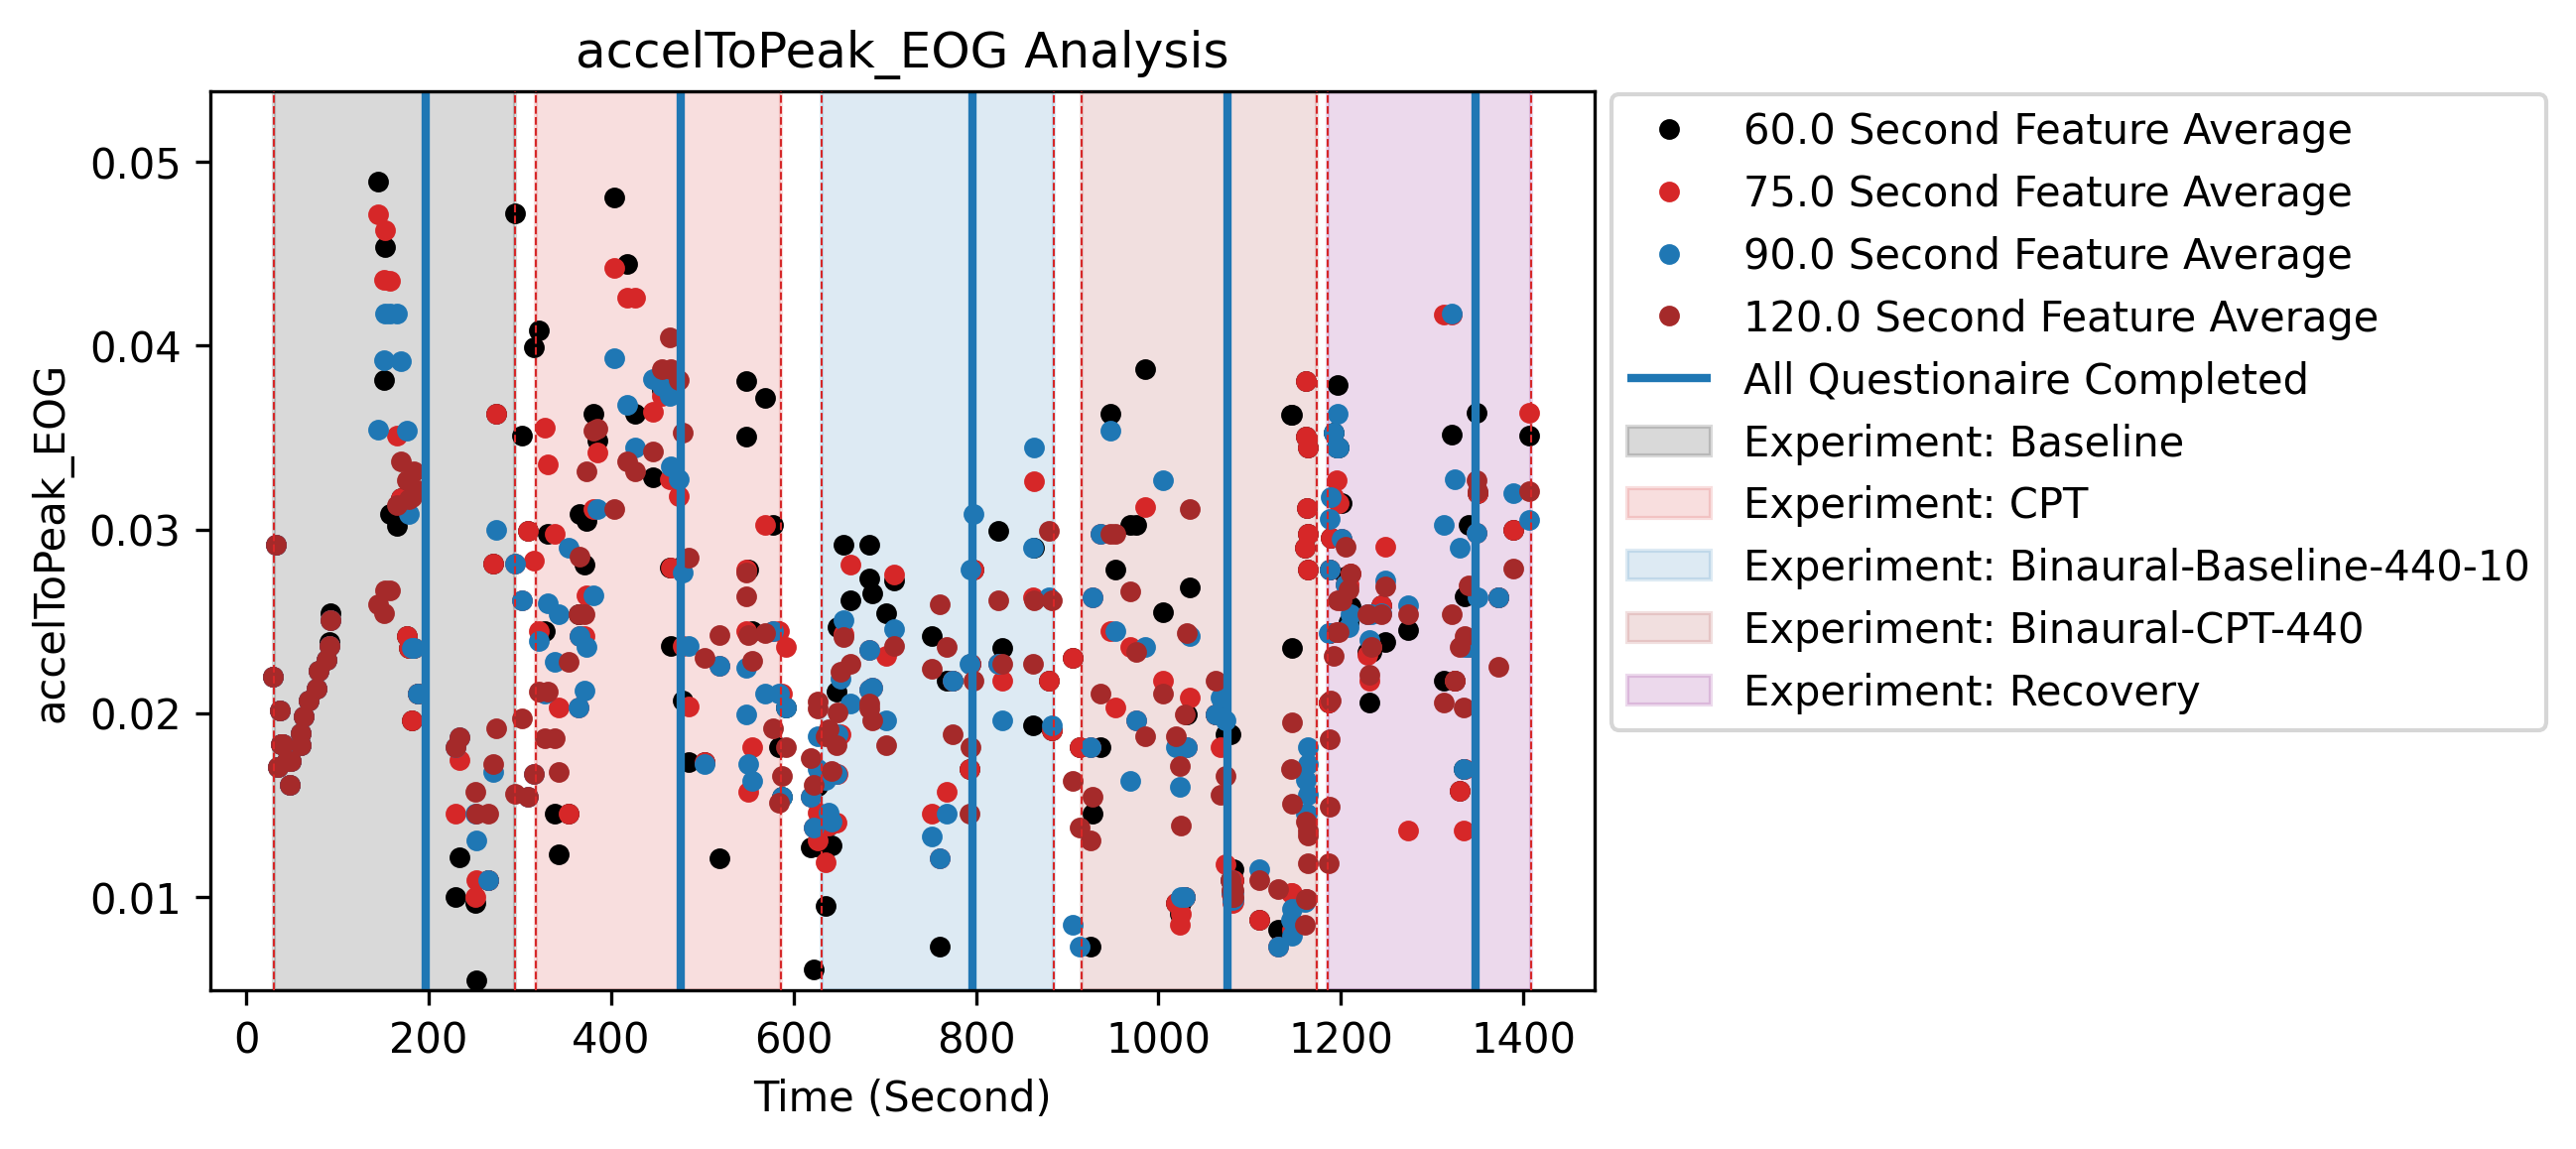 accelToPeak_EOG Analysis
accelToPeak_EOG
0.05
0.04
0.03
0.02
0.01
0
200
400
600
800
1000
1200
1400
Time (Second)
60.0 Second Feature Average
75.0 Second Feature Average
90.0 Second Feature Average
120.0 Second Feature Average
All Questionaire Completed
Experiment: Baseline
Experiment: CPT
Experiment: Binaural-Baseline-440-10
Experiment: Binaural-CPT-440
Experiment: Recovery